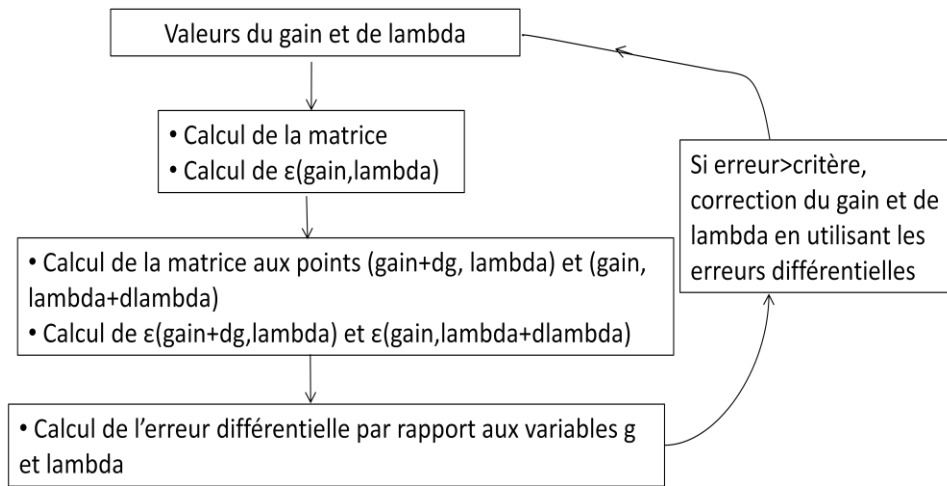 Valeurs du gain et de lambda
• Calcul de la matrice
• Calcul de ε(gain,lambda)
• Calcul de la matrice aux points (gain+dg, lambda) et (gain,
lambda+dlambda)
• Calcul de ε(gain+dg,lambda) et ε(gain,lambda+dlambda)
• Calcul de l’erreur différentielle par rapport aux variables g
et lambda
Si erreur>critère,
correction du gain et de
lambda en utilisant les
erreurs différentielles